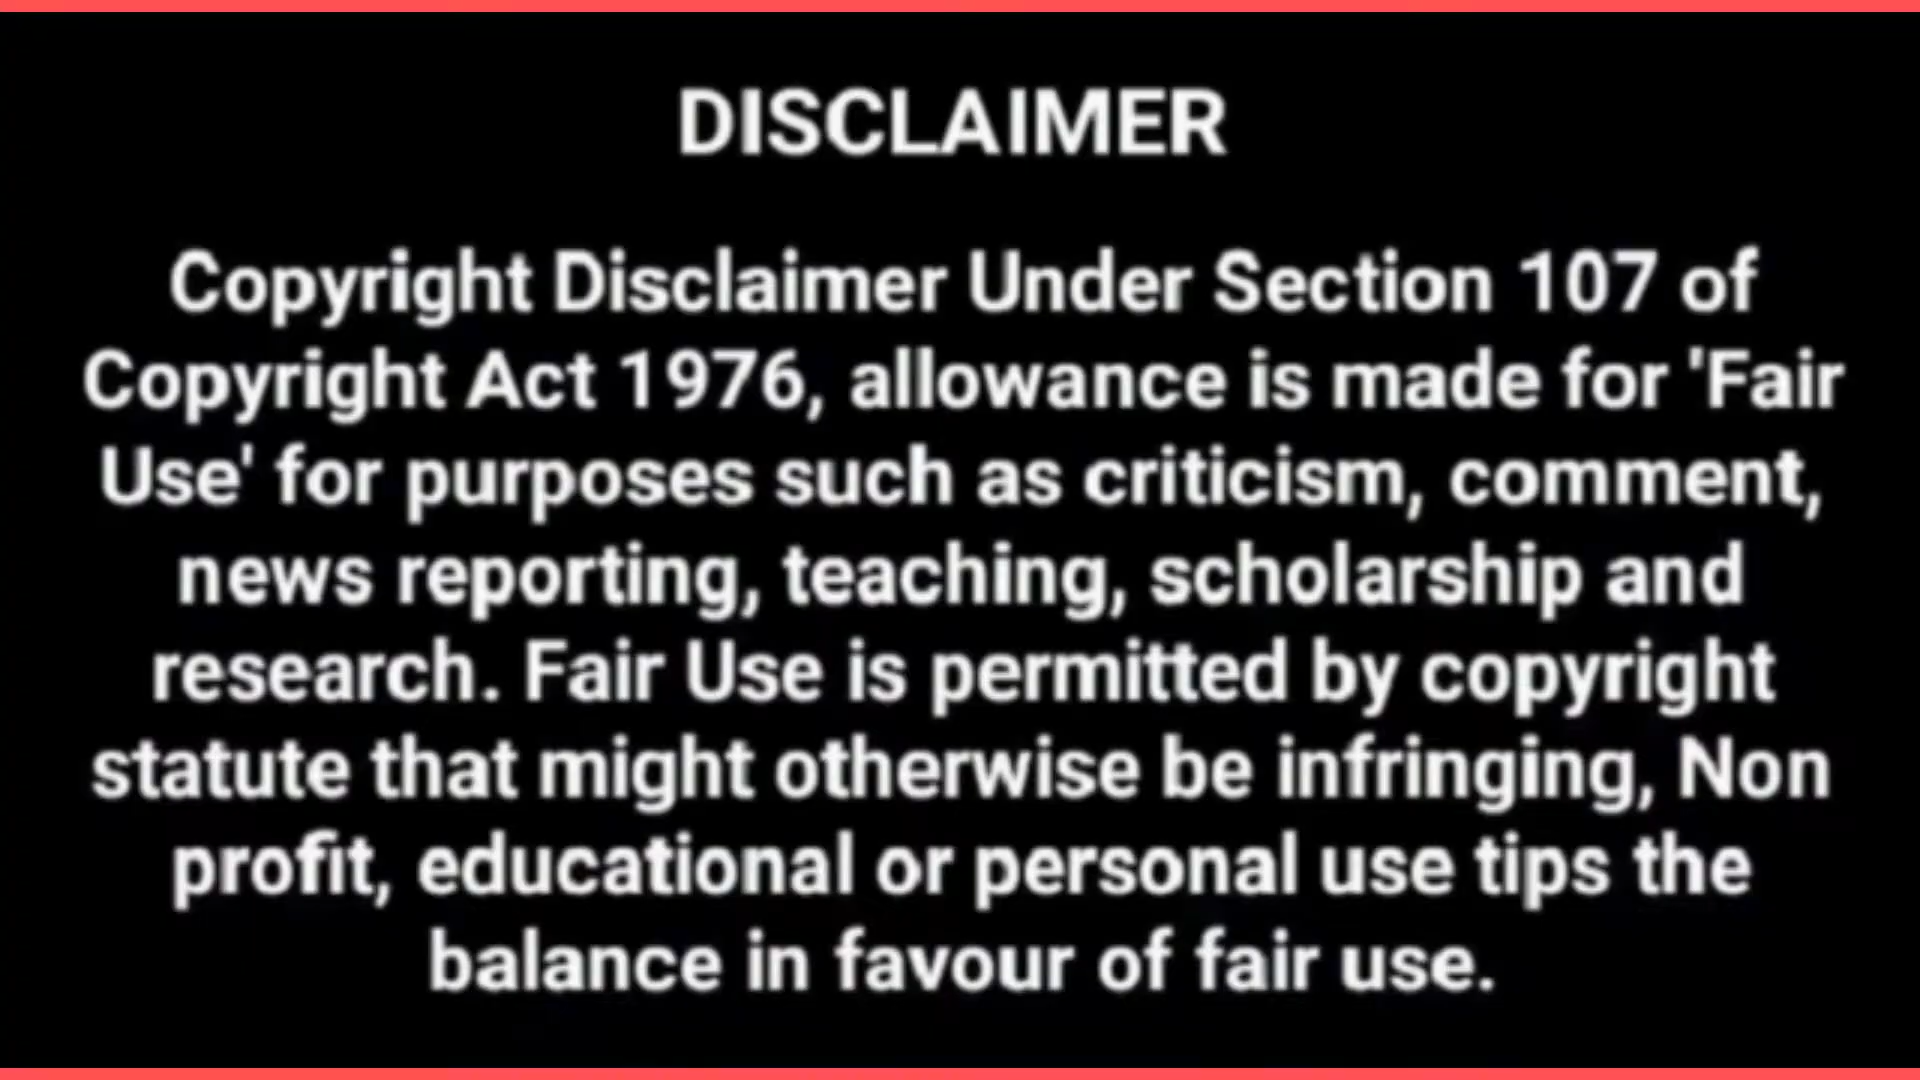 DISCLAIMER
Copyright Disclaimer Under Section 107 of
Copyright Act 1976, allowance is made for 'Fair
Use' for purposes such as criticism, comment,
news reporting, teaching, scholarship and
research. Fair Use is permitted by copyright
statute that might otherwise be infringing, Non
profit, educational or personal use tips the
balance in favour of fair use.